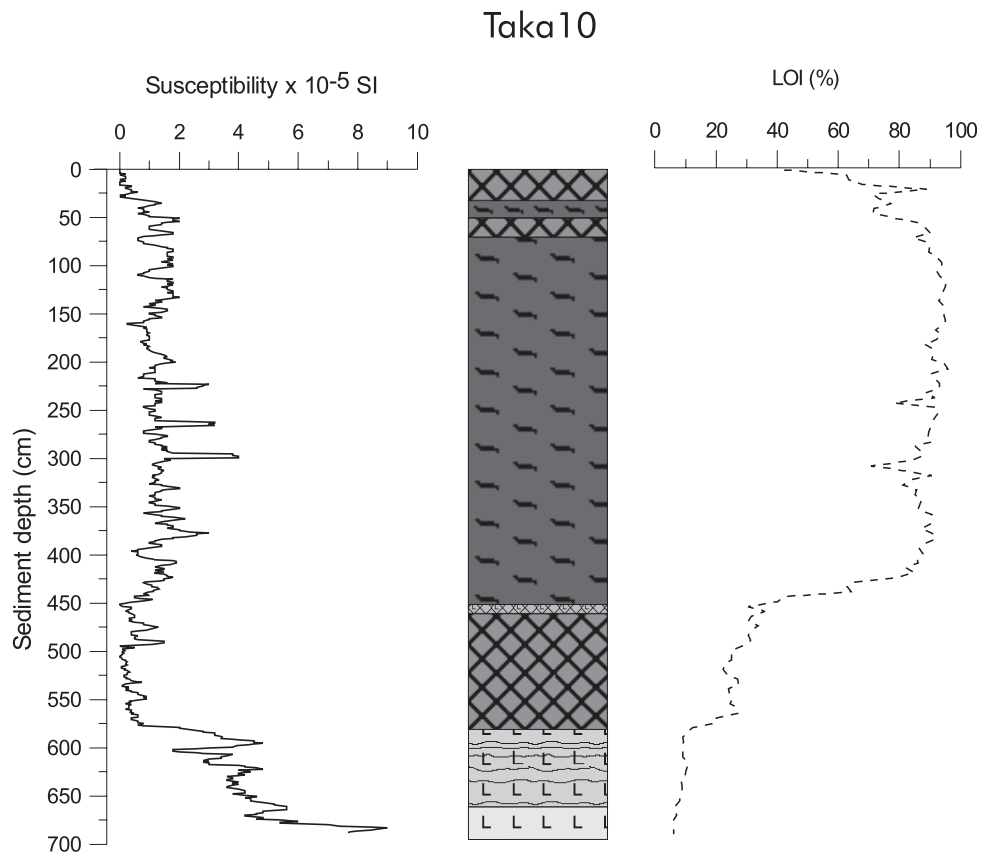 Taka10
Susceptibility x 10-5 SI
LOI (%)
0 2 4 6 8 10
0 20 40 60 80 100
0
50
100
150
200
250
300
350
400
450
500
550
600
650
700
Sediment depth (cm)
L L L L L
L L L L L
L L L L L
L L L L L
L L L L L